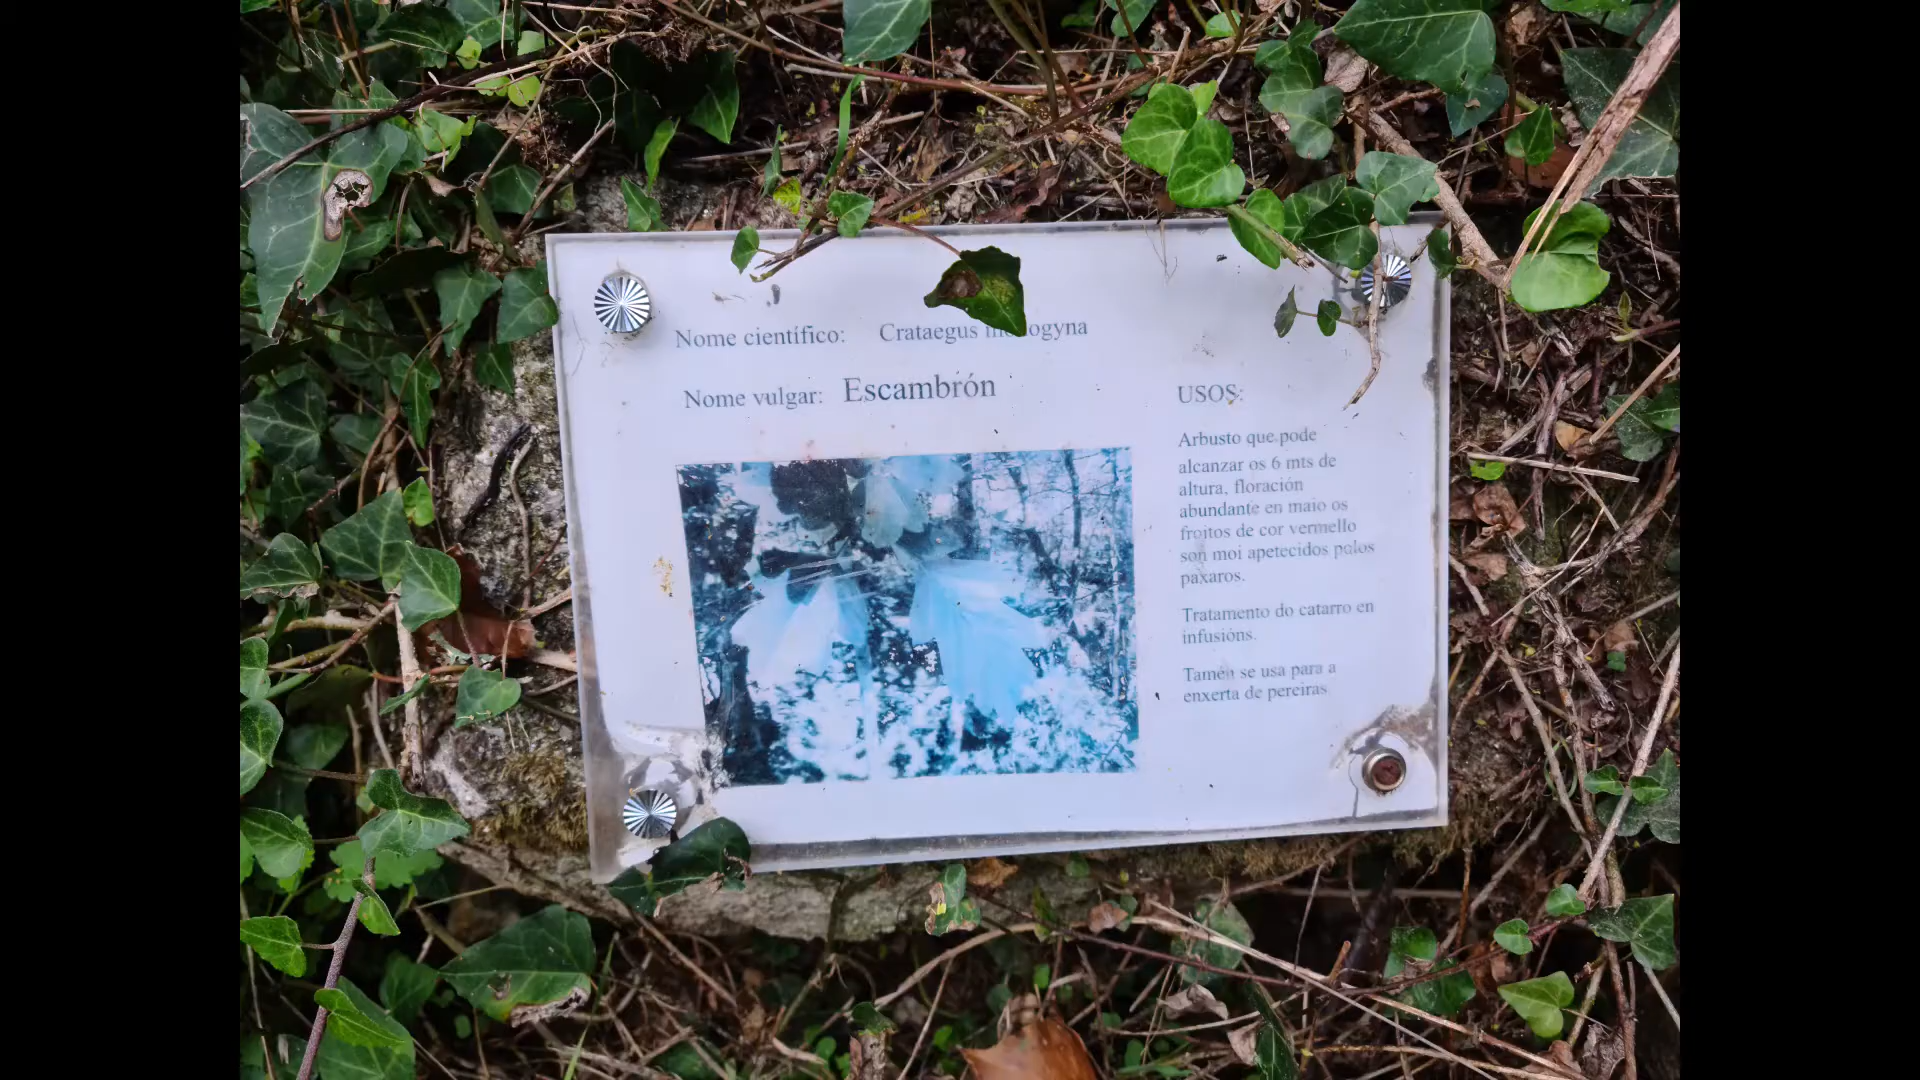 Nome científico: Crataegus
Nome vulgar: Escambrón
USOS:
Arbusto que pode
alcanzar os 6 mts de
altura, floración
abundante en maio os
froitos de cor vermello
son moi apetecidos polos
paxaros.
Tratamento do catarro en
infusións.
Tamén se usa para a
enxerta de pereiras